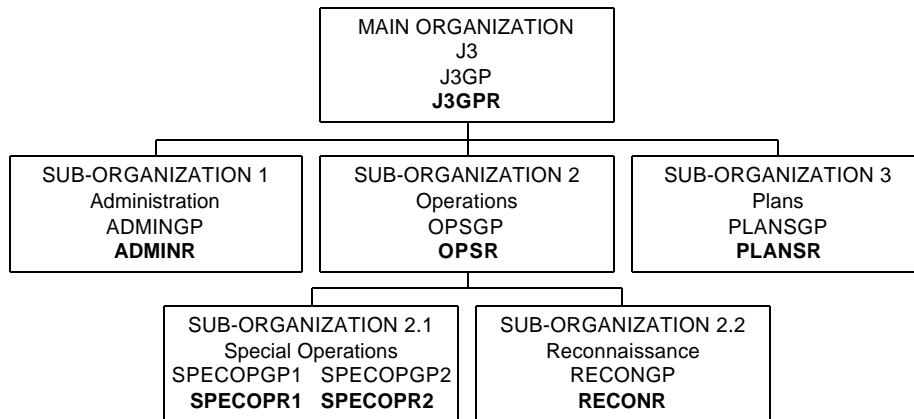 MAIN ORGANIZATION
J3
J3GP
J3GPR
SUB-ORGANIZATION 1
Administration
ADMINGP
ADMINR
SUB-ORGANIZATION 2
Operations
OPSGP
OPSR
SUB-ORGANIZATION 3
Plans
PLANSGP
PLANSR
SUB-ORGANIZATION 2.1
Special Operations
SPECOPGP1 SPECOPGP2
SPECOPR1 SPECOPR2
SUB-ORGANIZATION 2.2
Reconnaissance
RECONGP
RECONR